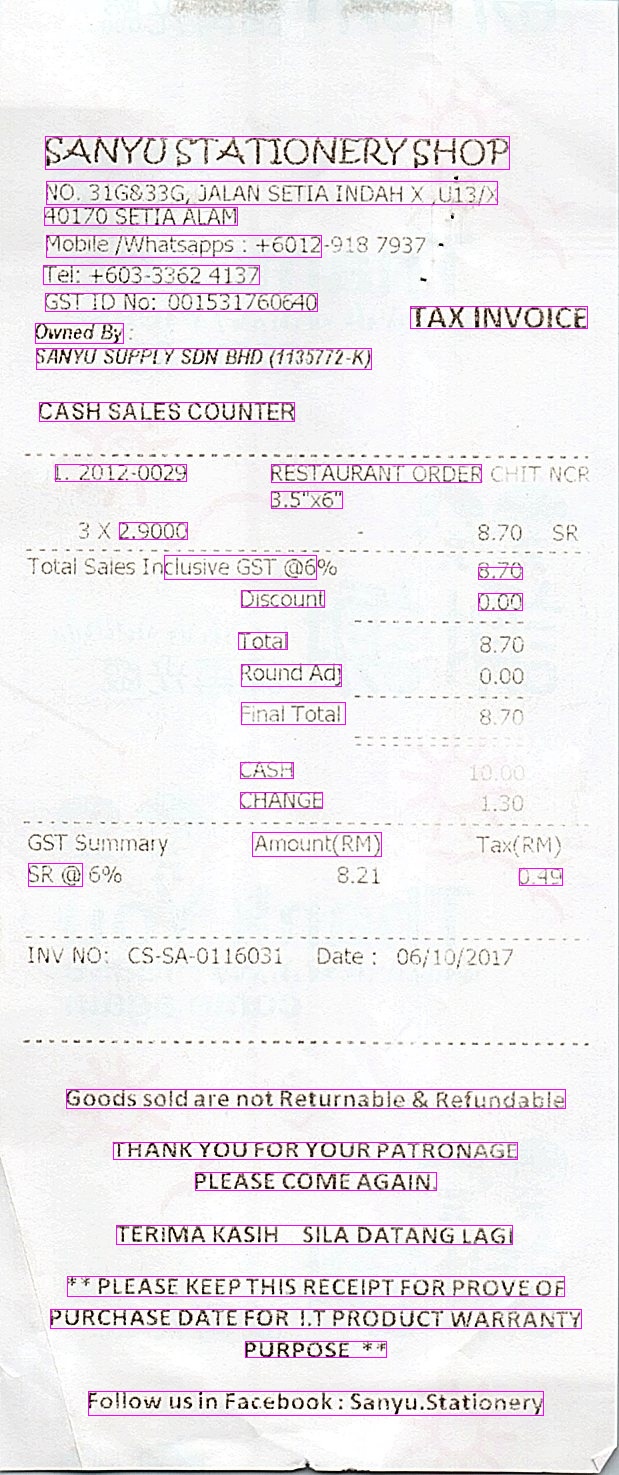 SANYU STATIONERY SHOP
NO. 31G&33G, JALAN SETIA INDAH X ,U13/X
40170 SETIA ALAM
Mobile /Whatsapps : +6012-918 7937
Tel: +603-3362 4137
GST ID No: 001531760640
TAX INVOICE
Owned By :
SANYU SUPPLY SDN BHD (1135772-K)
CASH SALES COUNTER
1. 2012-0029 RESTAURANT ORDER CHIT NCR
3.5"x6"
3 X 2.9000 - 8.70 SR
Total Sales Inclusive GST @6% 8.70
Discount 0.00
Total 8.70
Round Adj 0.00
Final Total 8.70
CASH 10.00
CHANGE 1.30
GST Summary Amount(RM) Tax(RM)
SR @ 6% 8.21 0.49
INV NO: CS-SA-0116031 Date : 06/10/2017
Goods sold are not Returnable & Refundable
THANK YOU FOR YOUR PATRONAGE
PLEASE COME AGAIN.
TERIMA KASIH SILA DATANG LAGI
** PLEASE KEEP THIS RECEIPT FOR PROVE OF
PURCHASE DATE FOR I.T PRODUCT WARRANTY
PURPOSE **
Follow us in Facebook : Sanyu.Stationery